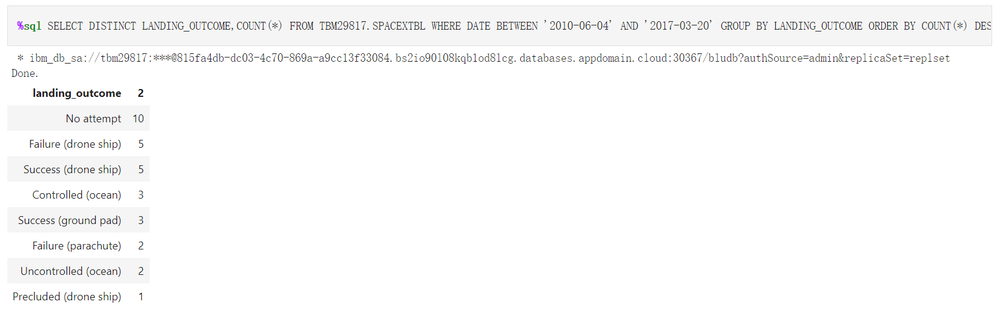 %sql SELECT DISTINCT LANDING_OUTCOME,COUNT(*) FROM TBM29817.SPACEXTBL WHERE DATE BETWEEN '2010-06-04' AND '2017-03-20' GROUP BY LANDING_OUTCOME ORDER BY COUNT(*) DES
* ibm_db_sa://tbm29817:***@815fa4db-dc03-4c70-869a-a9cc13f33084.bs2io90l08kqb1od8lcg.databases.appdomain.cloud:30367/bludb?authSource=admin&replicaSet=replset
Done.
landing_outcome 2
No attempt 10
Failure (drone ship) 5
Success (drone ship) 5
Controlled (ocean) 3
Success (ground pad) 3
Failure (parachute) 2
Uncontrolled (ocean) 2
Precluded (drone ship) 1